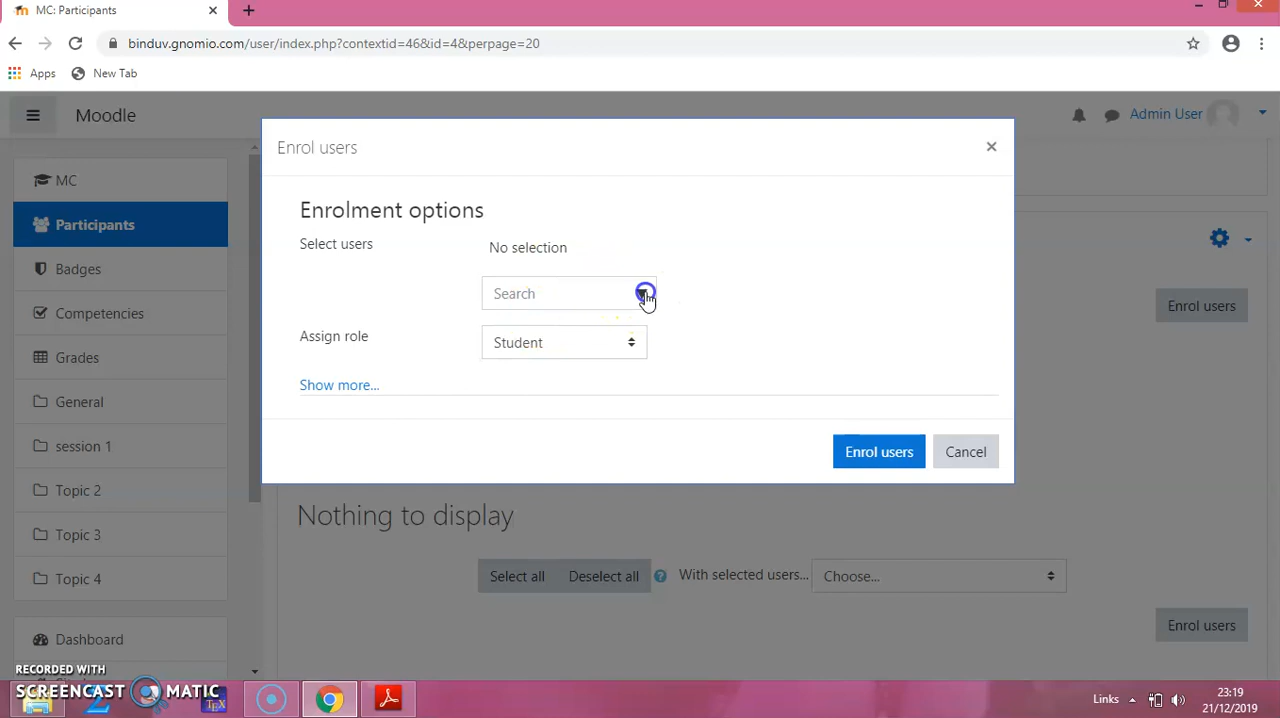 MC: Participants
binduv.gnomio.com/user/index.php?contextid=46&id=4&perpage=20
Apps
New Tab
Moodle
Admin User
MC
Participants
Badges
Competencies
Grades
General
session 1
Topic 2
Topic 3
Topic 4
Dashboard
Enrol users
Enrolment options
Select users
No selection
Search
Assign role
Student
Show more...
Enrol users
Cancel
Enrol users
Nothing to display
Select all
Deselect all
With selected users...
Choose...
Enrol users
RECORDED WITH
SCREENCAST MATIC
Links
23:19
21/12/2019